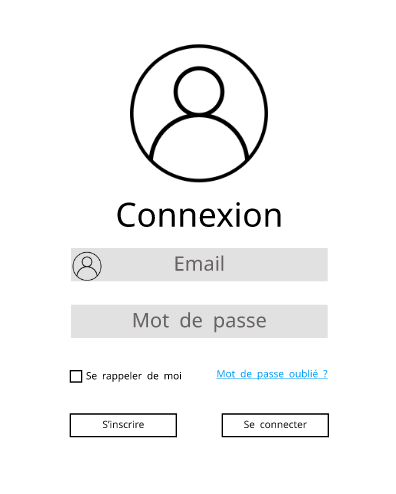 Connexion
Email
Mot de passe
Se rappeler de moi
Mot de passe oublié ?
S'inscrire
Se connecter